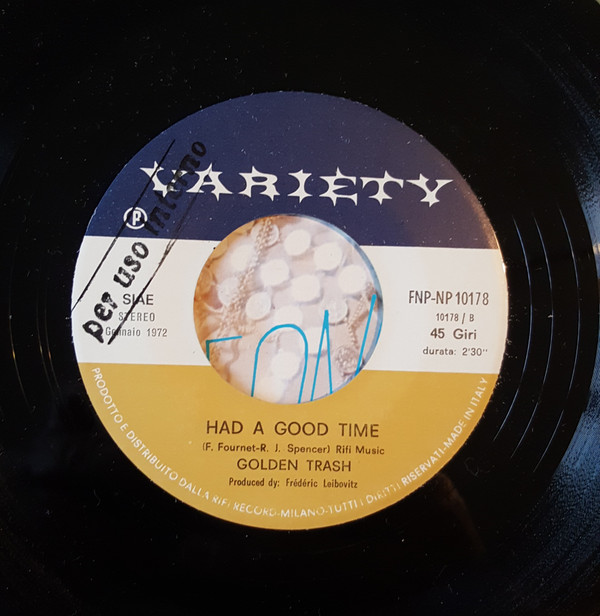 VARIETY
P
per uso interno
SIAE
STEREO
Gennaio 1972
FNP-NP 10178
10178 / B
45 Giri
durata: 2'30''
HAD A GOOD TIME
(F. Fournet-R. J. Spencer) Rifi Music
GOLDEN TRASH
Produced by: Frédéric Leibovitz
PRODOTTO E DISTRIBUITO DALLA RIFI RECORD-MILANO-TUTTI I DIRITTI RISERVATI-MADE IN ITALY